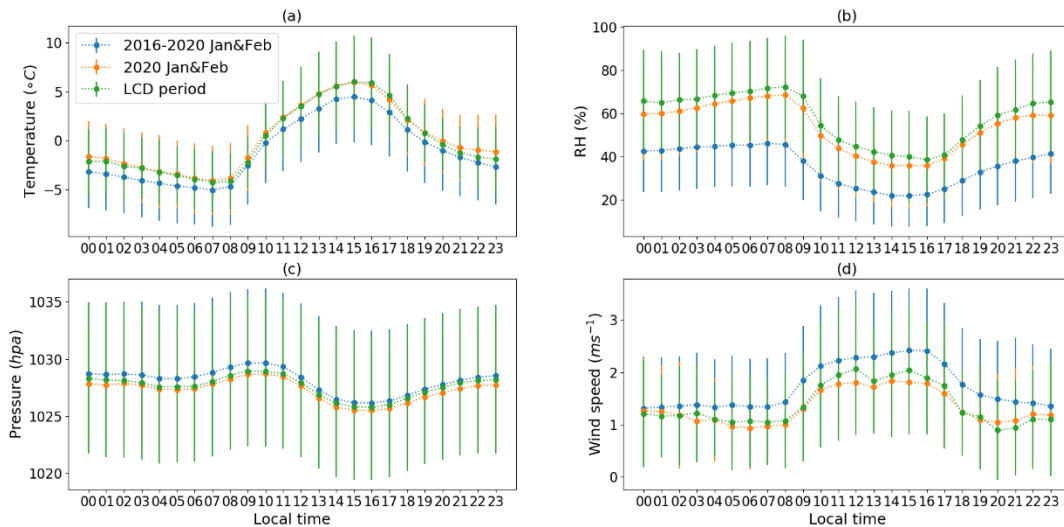 (a)
10
5
0
−5
Temperature (∘C)
2016-2020 Jan&Feb
2020 Jan&Feb
LCD period
00 01 02 03 04 05 06 07 08 09 10 11 12 13 14 15 16 17 18 19 20 21 22 23
(b)
100
80
60
40
20
RH (%)
00 01 02 03 04 05 06 07 08 09 10 11 12 13 14 15 16 17 18 19 20 21 22 23
(c)
1035
1030
1025
1020
Pressure (hpa)
00 01 02 03 04 05 06 07 08 09 10 11 12 13 14 15 16 17 18 19 20 21 22 23
Local time
(d)
3
2
1
0
Wind speed (ms⁻¹)
00 01 02 03 04 05 06 07 08 09 10 11 12 13 14 15 16 17 18 19 20 21 22 23
Local time